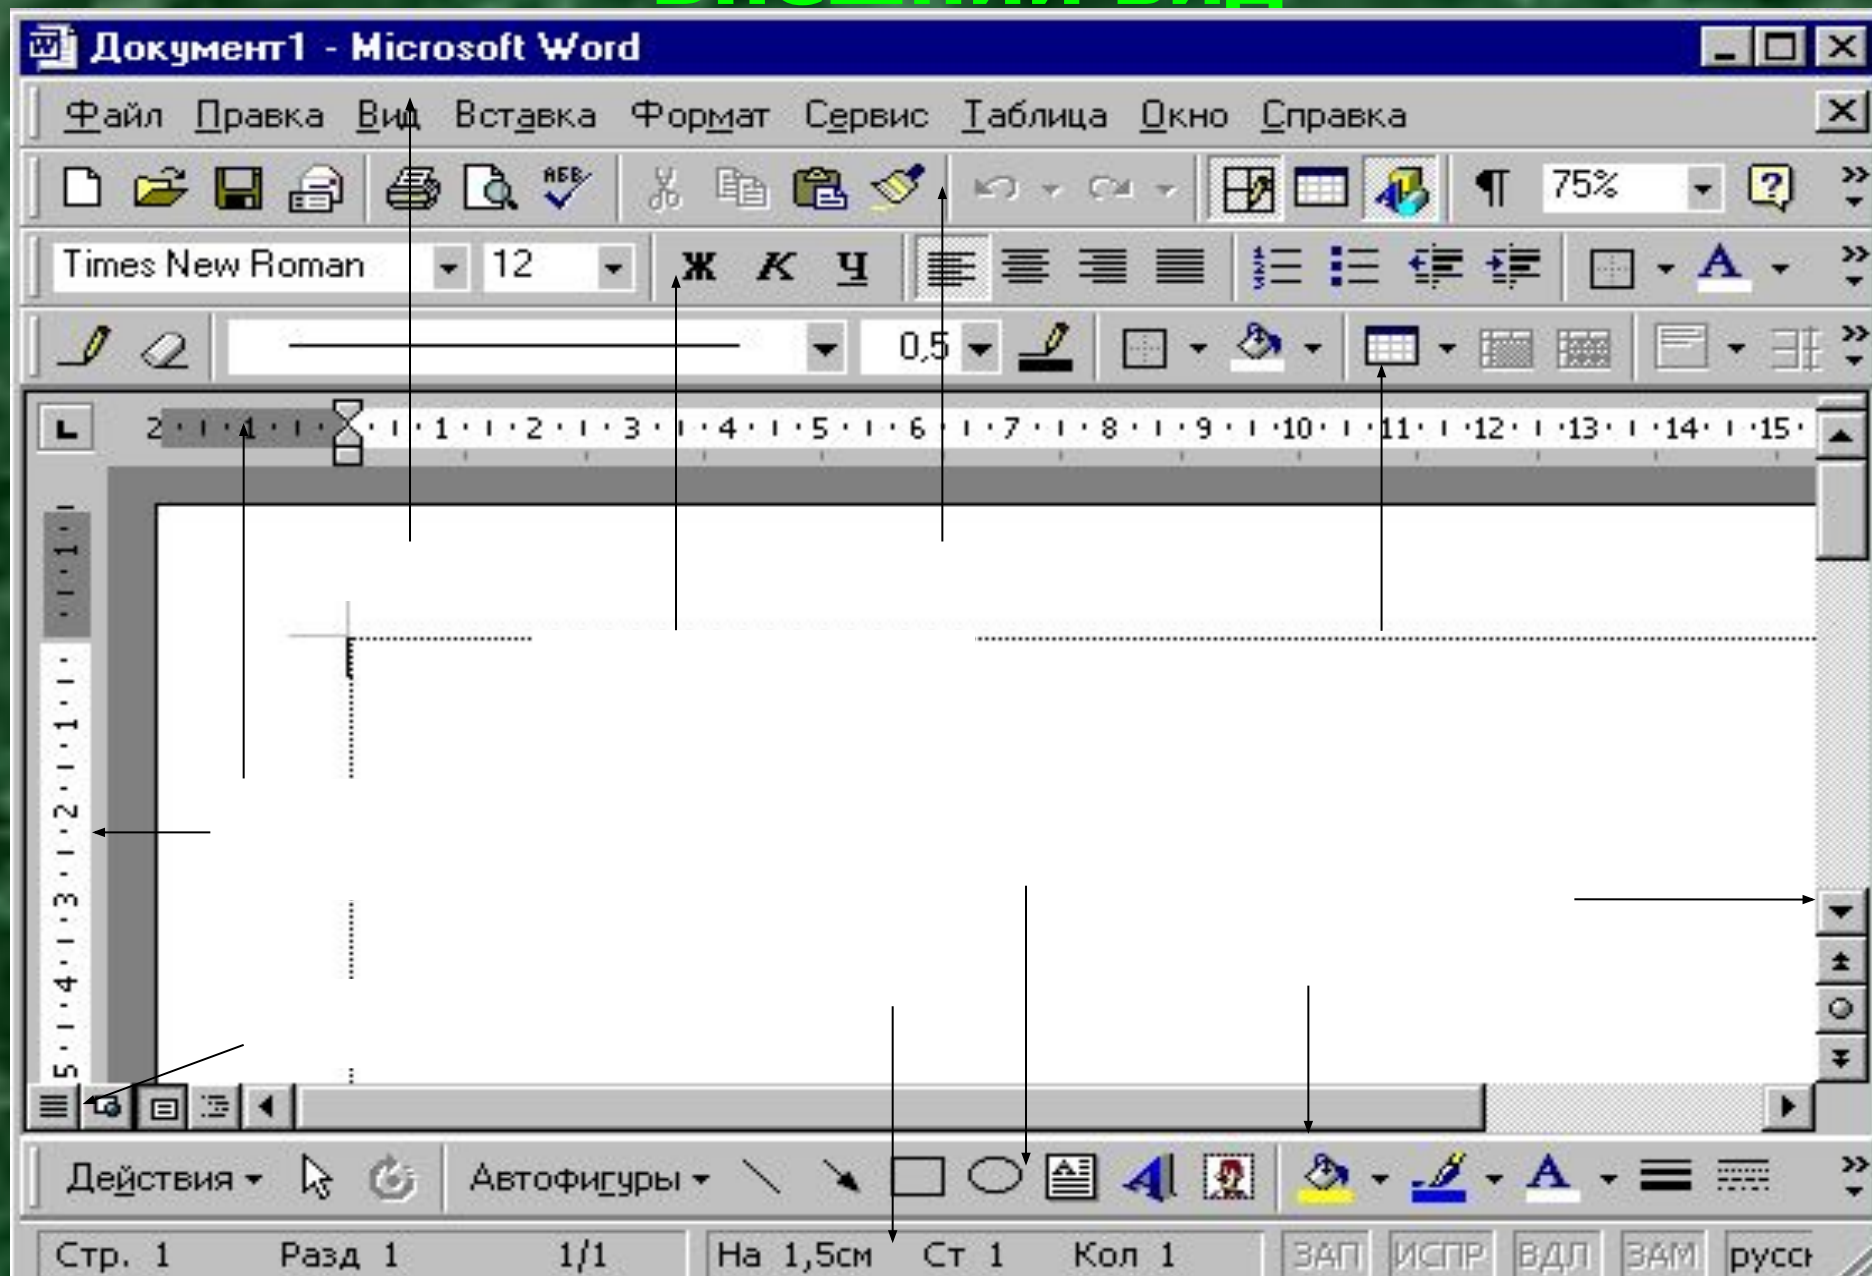 Внешний вид
Документ1 - Microsoft Word
Файл Правка Вид Вставка Формат Сервис Таблица Окно Справка
АБВ 75%
Times New Roman 12 Ж К Ч
0,5
2 1 1 2 3 4 5 6 7 8 9 10 11 12 13 14 15
1
1
2
3
4
5
Действия Автофигуры
Стр. 1 Разд 1 1/1 На 1,5см Ст 1 Кол 1 ЗАП ИСПР ВДЛ ЗАМ